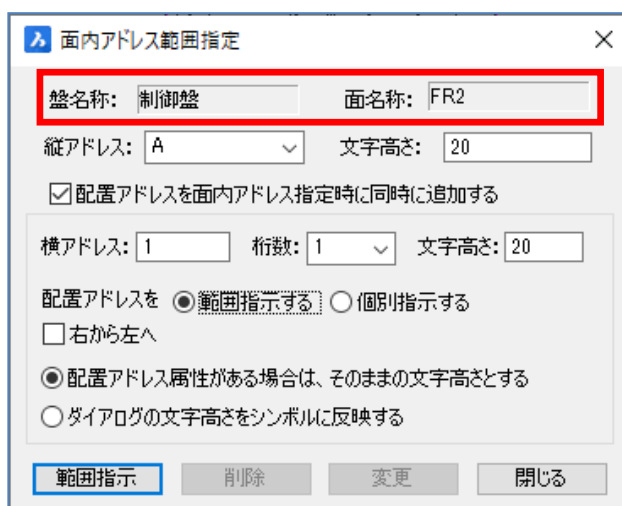 面内アドレス範囲指定
盤名称: 制御盤 面名称: FR2
縦アドレス: A 文字高さ: 20
配置アドレスを面内アドレス指定時に同時に追加する
横アドレス: 1 桁数: 1 文字高さ: 20
配置アドレスを 範囲指示する 個別指示する
右から左へ
配置アドレス属性がある場合は、そのままの文字高さとする
ダイアログの文字高さをシンボルに反映する
範囲指示 削除 変更 閉じる